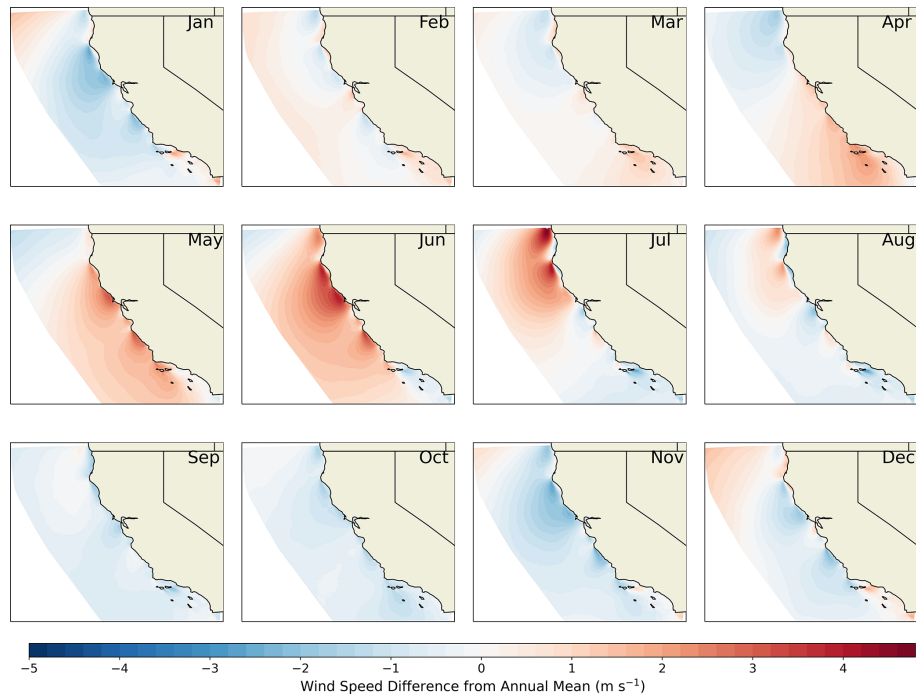 Jan Feb Mar Apr
May Jun Jul Aug
Sep Oct Nov Dec
−5 −4 −3 −2 −1 0 1 2 3 4
Wind Speed Difference from Annual Mean (m s⁻¹)